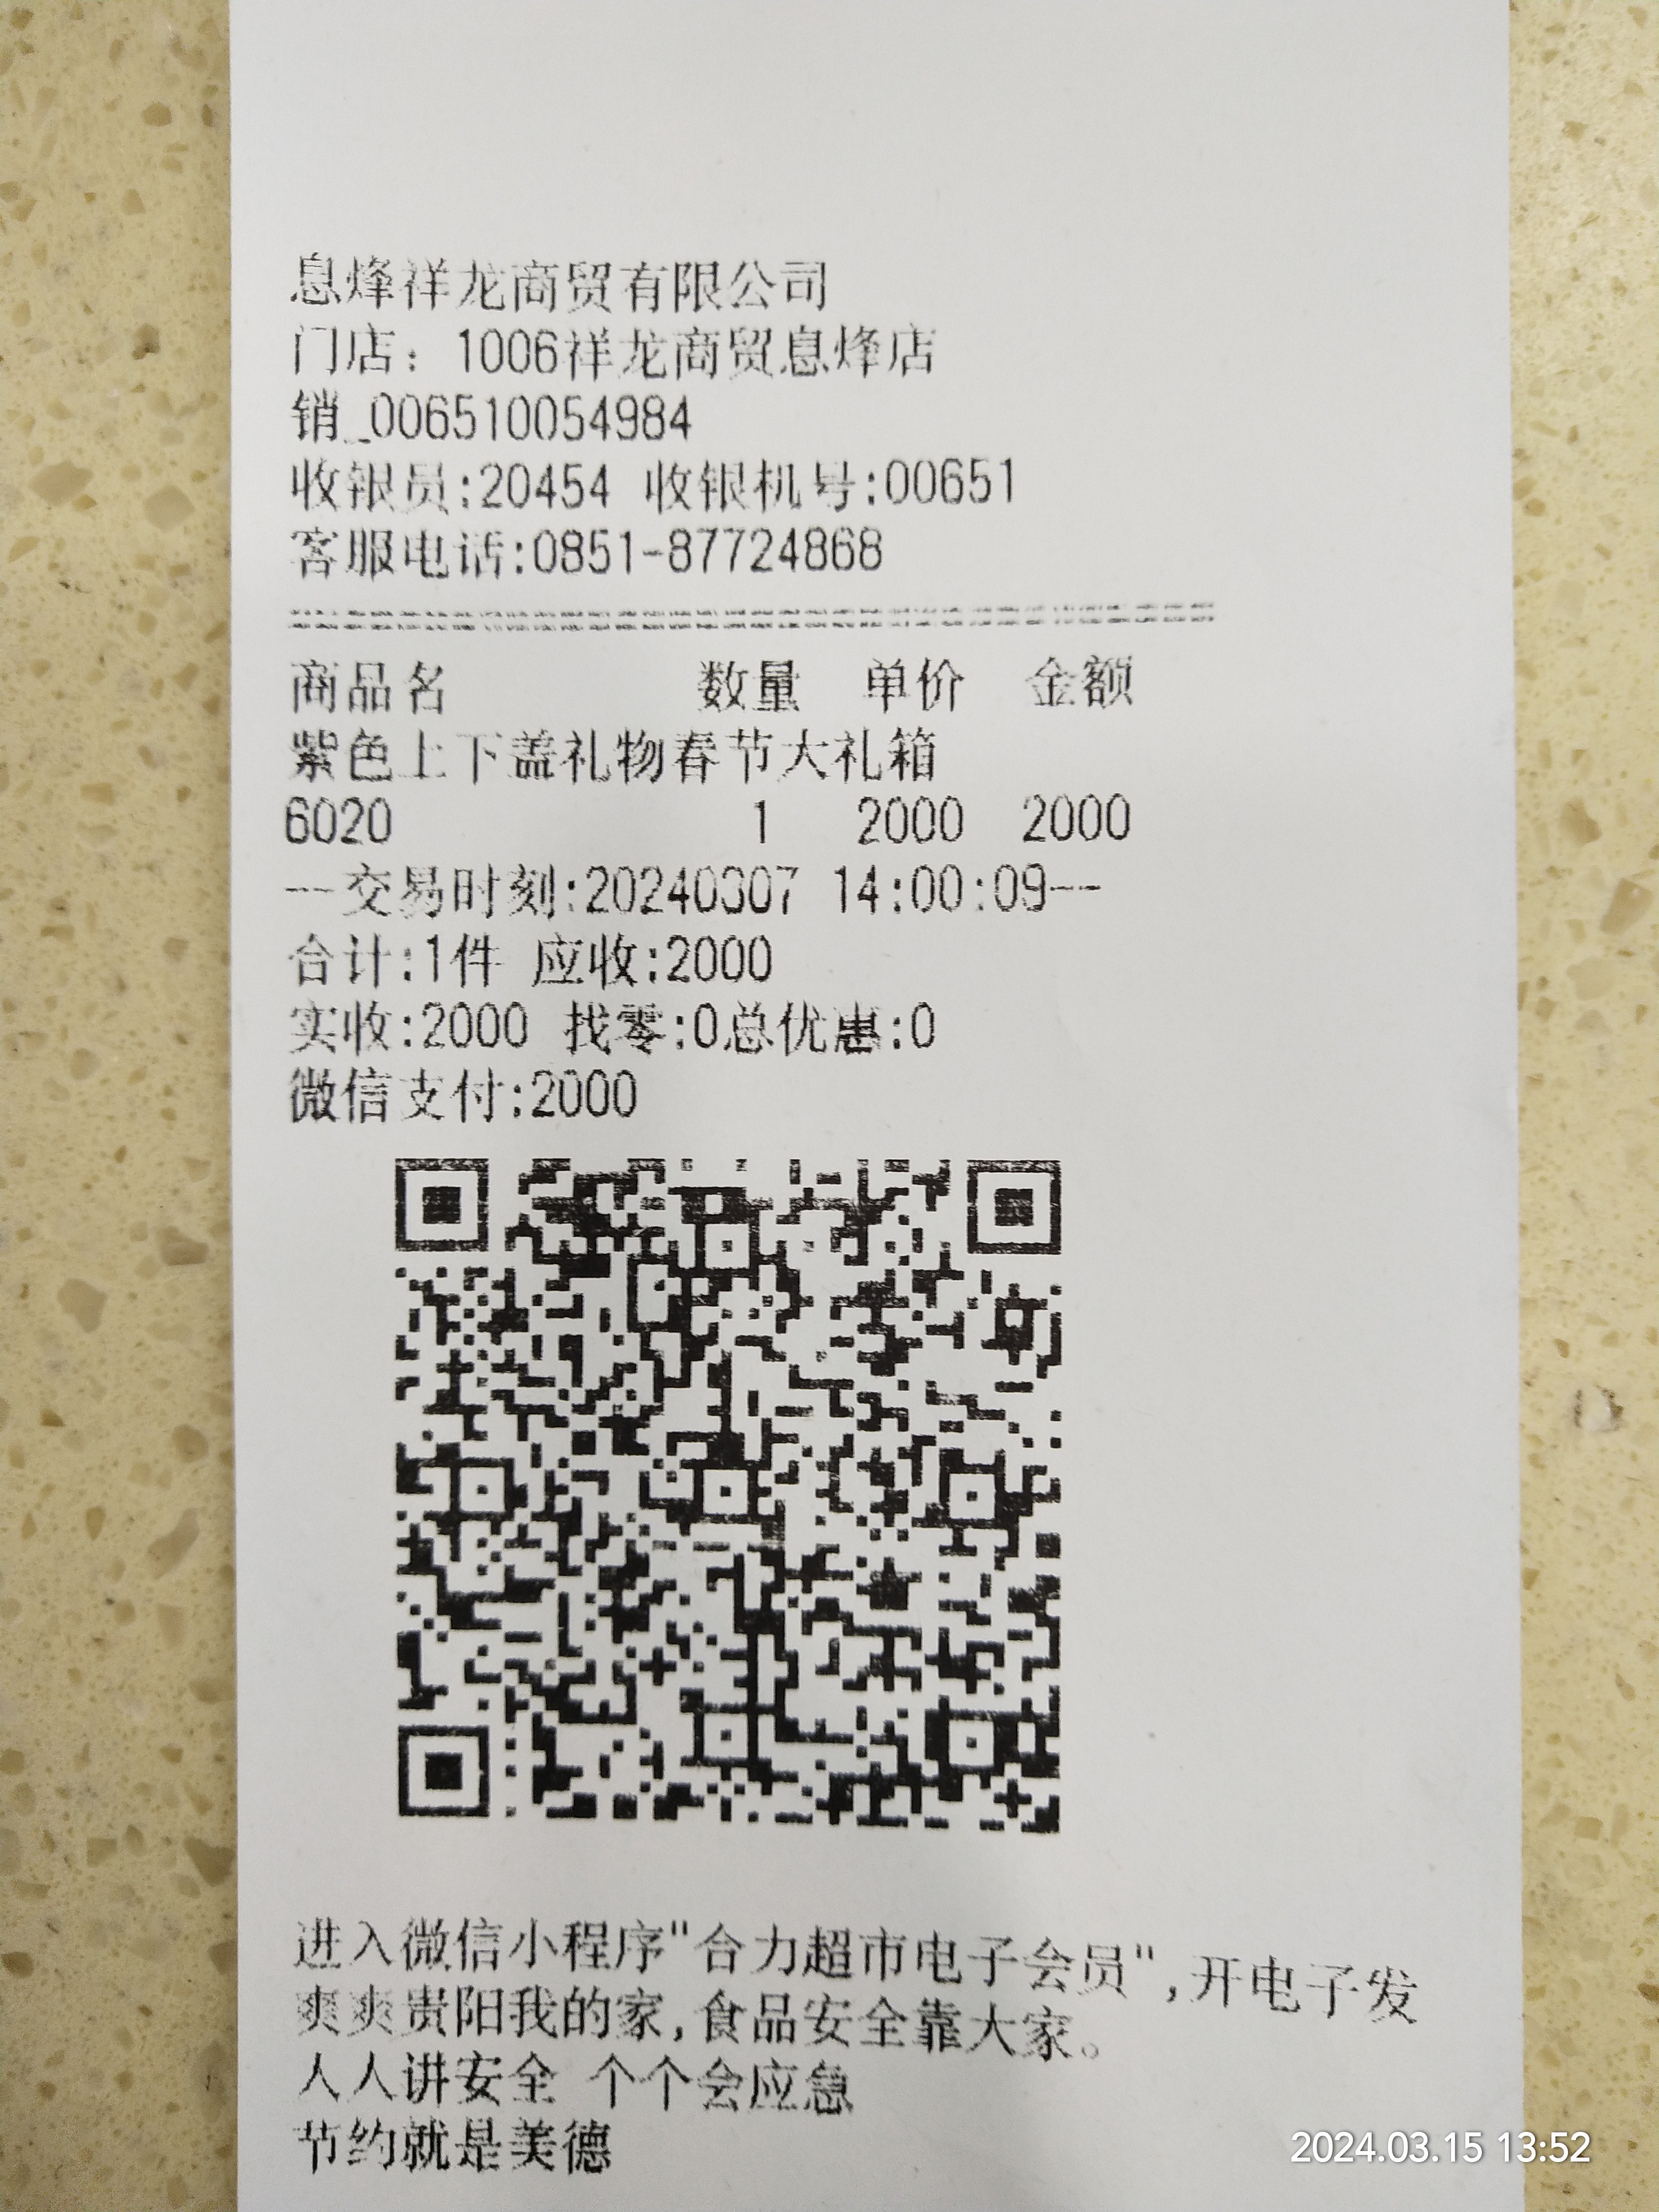 息烽祥龙商贸有限公司
门店：1006祥龙商贸息烽店
销_006510054984
收银员:20454 收银机号:00651
客服电话:0851-87724868
商品名 数量 单价 金额
紫色上下盖礼物春节大礼箱
6020 1 2000 2000
--交易时刻:20240307 14:00:09--
合计:1件 应收:2000
实收:2000 找零:0总优惠:0
微信支付:2000
进入微信小程序"合力超市电子会员",开电子发
爽爽贵阳我的家,食品安全靠大家。
人人讲安全 个个会应急
节约就是美德
2024.03.15 13:52